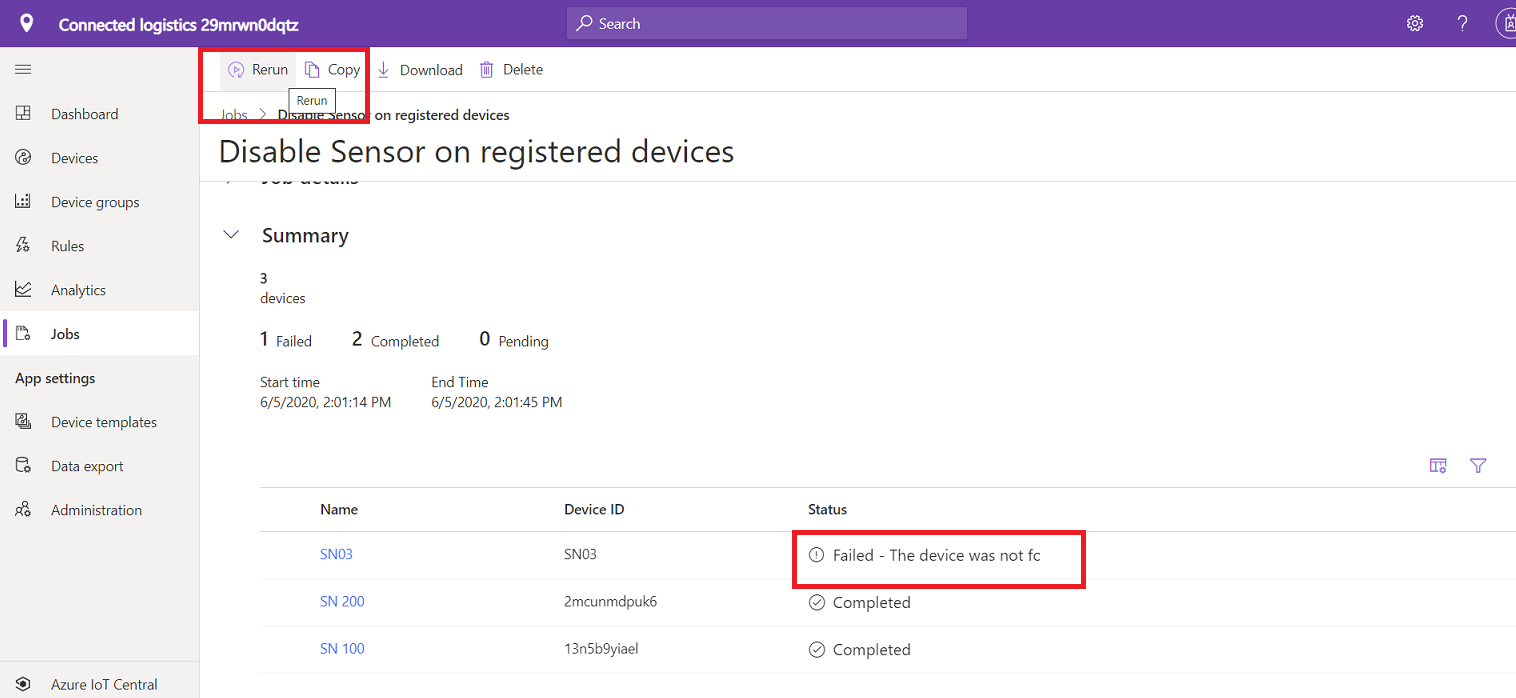 Connected logistics 29mrwn0dqtz
Search
Rerun Copy Download Delete
Rerun
Jobs > Disable Sensor on registered devices
Disable Sensor on registered devices
Job details
Summary
3
devices
1 Failed 2 Completed 0 Pending
Start time End Time
6/5/2020, 2:01:14 PM 6/5/2020, 2:01:45 PM
Name Device ID Status
SN03 SN03 Failed - The device was not fc
SN 200 2mcunmdpuk6 Completed
SN 100 13n5b9yiael Completed
Dashboard
Devices
Device groups
Rules
Analytics
Jobs
App settings
Device templates
Data export
Administration
Azure IoT Central